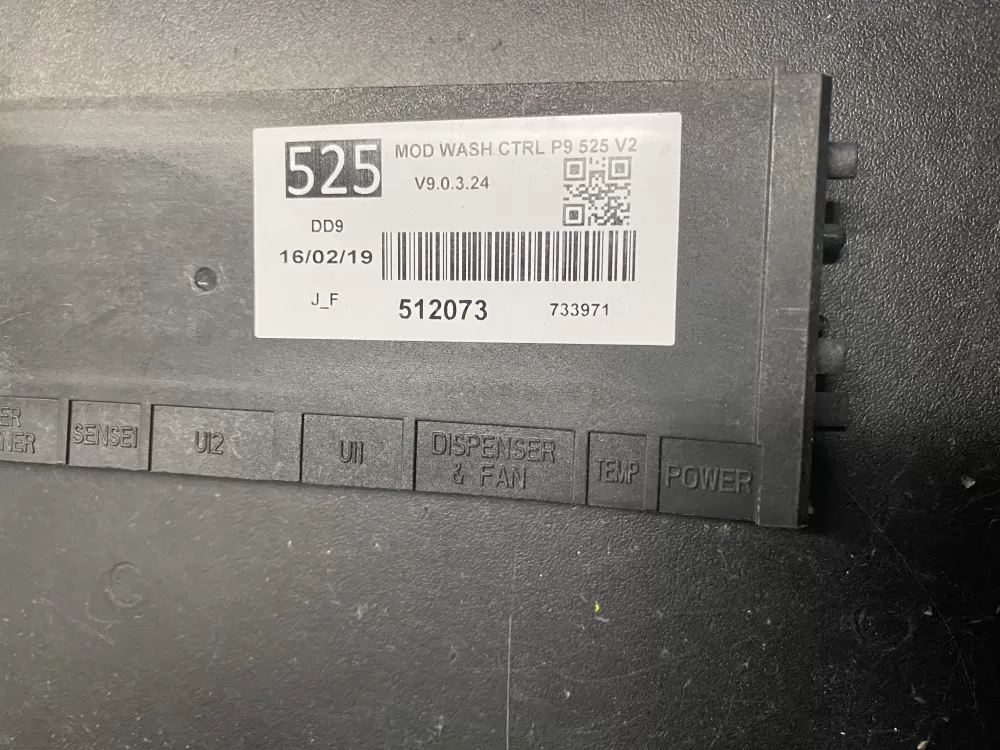 525 MOD WASH CTRL P9 525 V2
V9.0.3.24
DD9
16/02/19
J_F 512073 733971
SENSE1 UI2 UI1 DISPENSER & FAN TEMP POWER